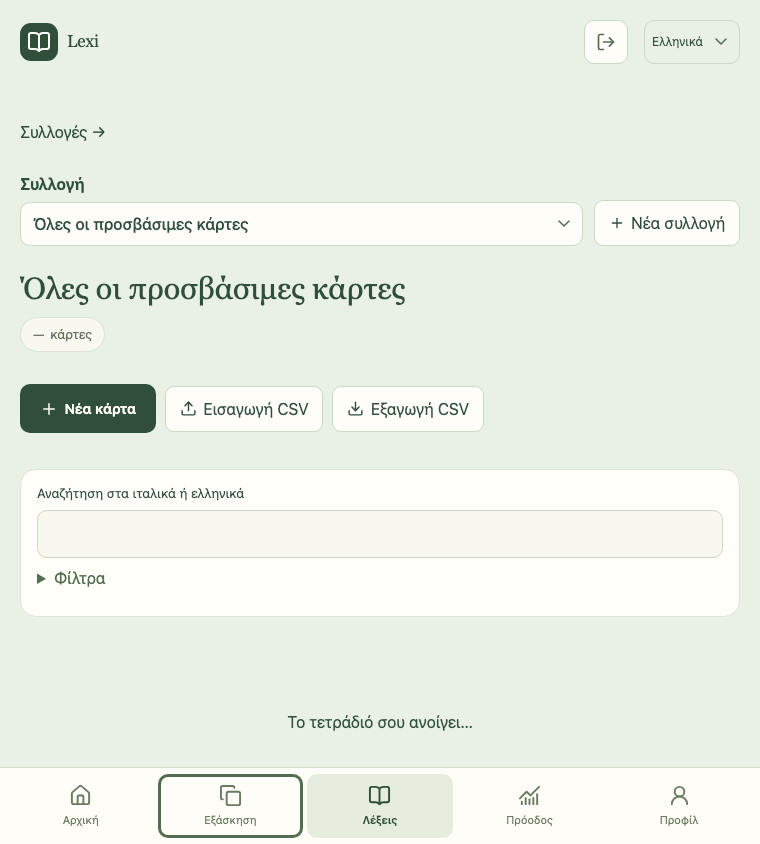 Lexi
Ελληνικά
Συλλογές →
Συλλογή
Όλες οι προσβάσιμες κάρτες
+ Νέα συλλογή
Όλες οι προσβάσιμες κάρτες
— κάρτες
+ Νέα κάρτα
Εισαγωγή CSV
Εξαγωγή CSV
Αναζήτηση στα ιταλικά ή ελληνικά
Φίλτρα
Το τετράδιό σου ανοίγει...
Αρχική
Εξάσκηση
Λέξεις
Πρόοδος
Προφίλ